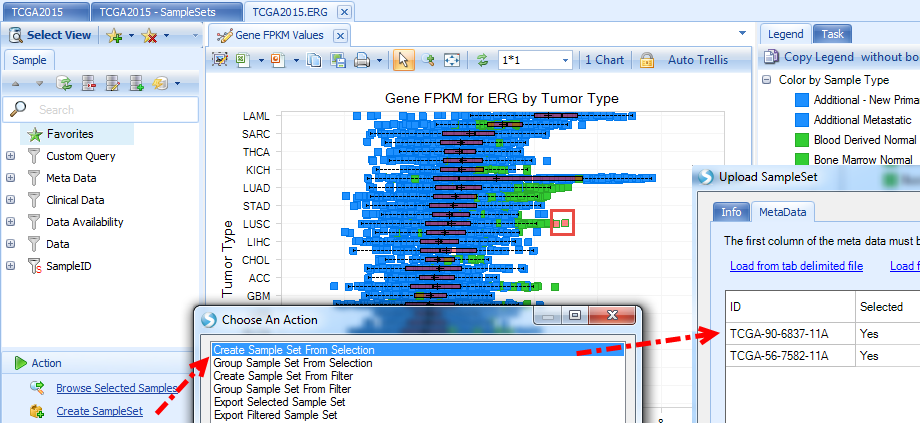 TCGA2015
TCGA2015 - SampleSets
TCGA2015.ERG
Select View
Gene FPKM Values
Legend
Task
Sample
1*1
1 Chart
Auto Trellis
Copy Legend
without bo
Search
Color by Sample Type
Additional - New Prima
Additional Metastatic
Blood Derived Normal
Bone Marrow Normal
Favorites
Custom Query
Meta Data
Clinical Data
Data Availability
Data
SampleID
Gene FPKM for ERG by Tumor Type
Tumor Type
LAML
SARC
THCA
KICH
LUAD
STAD
LUSC
LIHC
CHOL
ACC
GBM
Upload SampleSet
Info
MetaData
The first column of the meta data must b
Load from tab delimited file
Load f
ID
Selected
TCGA-90-6837-11A
Yes
TCGA-56-7582-11A
Yes
Choose An Action
Create Sample Set From Selection
Group Sample Set From Selection
Create Sample Set From Filter
Group Sample Set From Filter
Export Selected Sample Set
Export Filtered Sample Set
Action
Browse Selected Samples
Create SampleSet